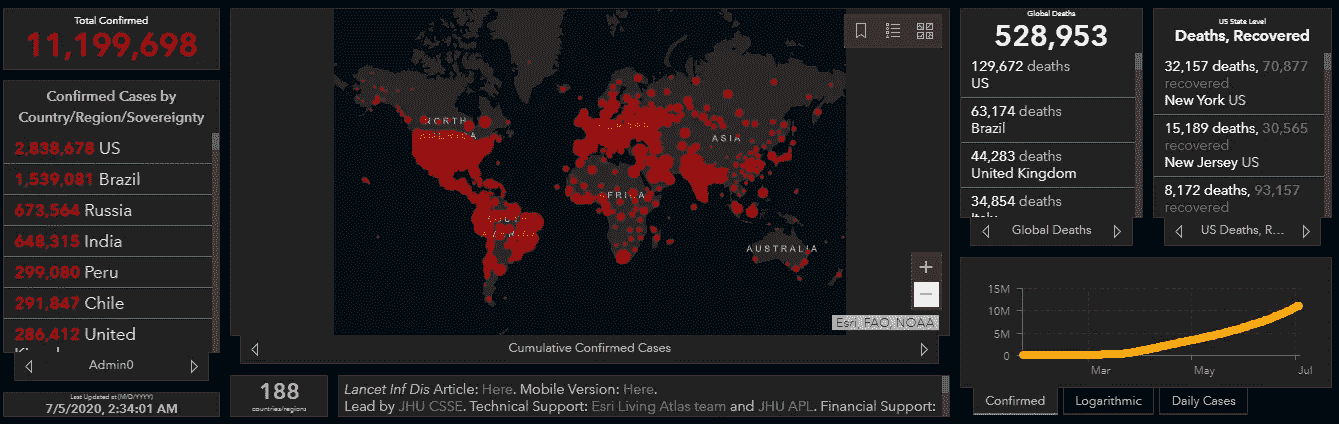 Total Confirmed
11,199,698
Confirmed Cases by
Country/Region/Sovereignty
2,838,678 US
1,539,081 Brazil
673,564 Russia
648,315 India
299,080 Peru
291,847 Chile
286,412 United
Admin0
Last Updated at (M/D/YYYY)
7/5/2020, 2:34:01 AM
NORTH
AMERICA
SOUTH
AMERICA
AFRICA
ASIA
AUSTRALIA
+
−
Esri, FAO, NOAA
Cumulative Confirmed Cases
188
countries/regions
Lancet Inf Dis Article: Here. Mobile Version: Here.
Lead by JHU CSSE. Technical Support: Esri Living Atlas team and JHU APL. Financial Support:
Global Deaths
528,953
129,672 deaths
US
63,174 deaths
Brazil
44,283 deaths
United Kingdom
34,854 deaths
Italy
Global Deaths
US State Level
Deaths, Recovered
32,157 deaths, 70,877
recovered
New York US
15,189 deaths, 30,565
recovered
New Jersey US
8,172 deaths, 93,157
recovered
US Deaths, R...
15M
10M
5M
0
Mar
May
Jul
Confirmed
Logarithmic
Daily Cases